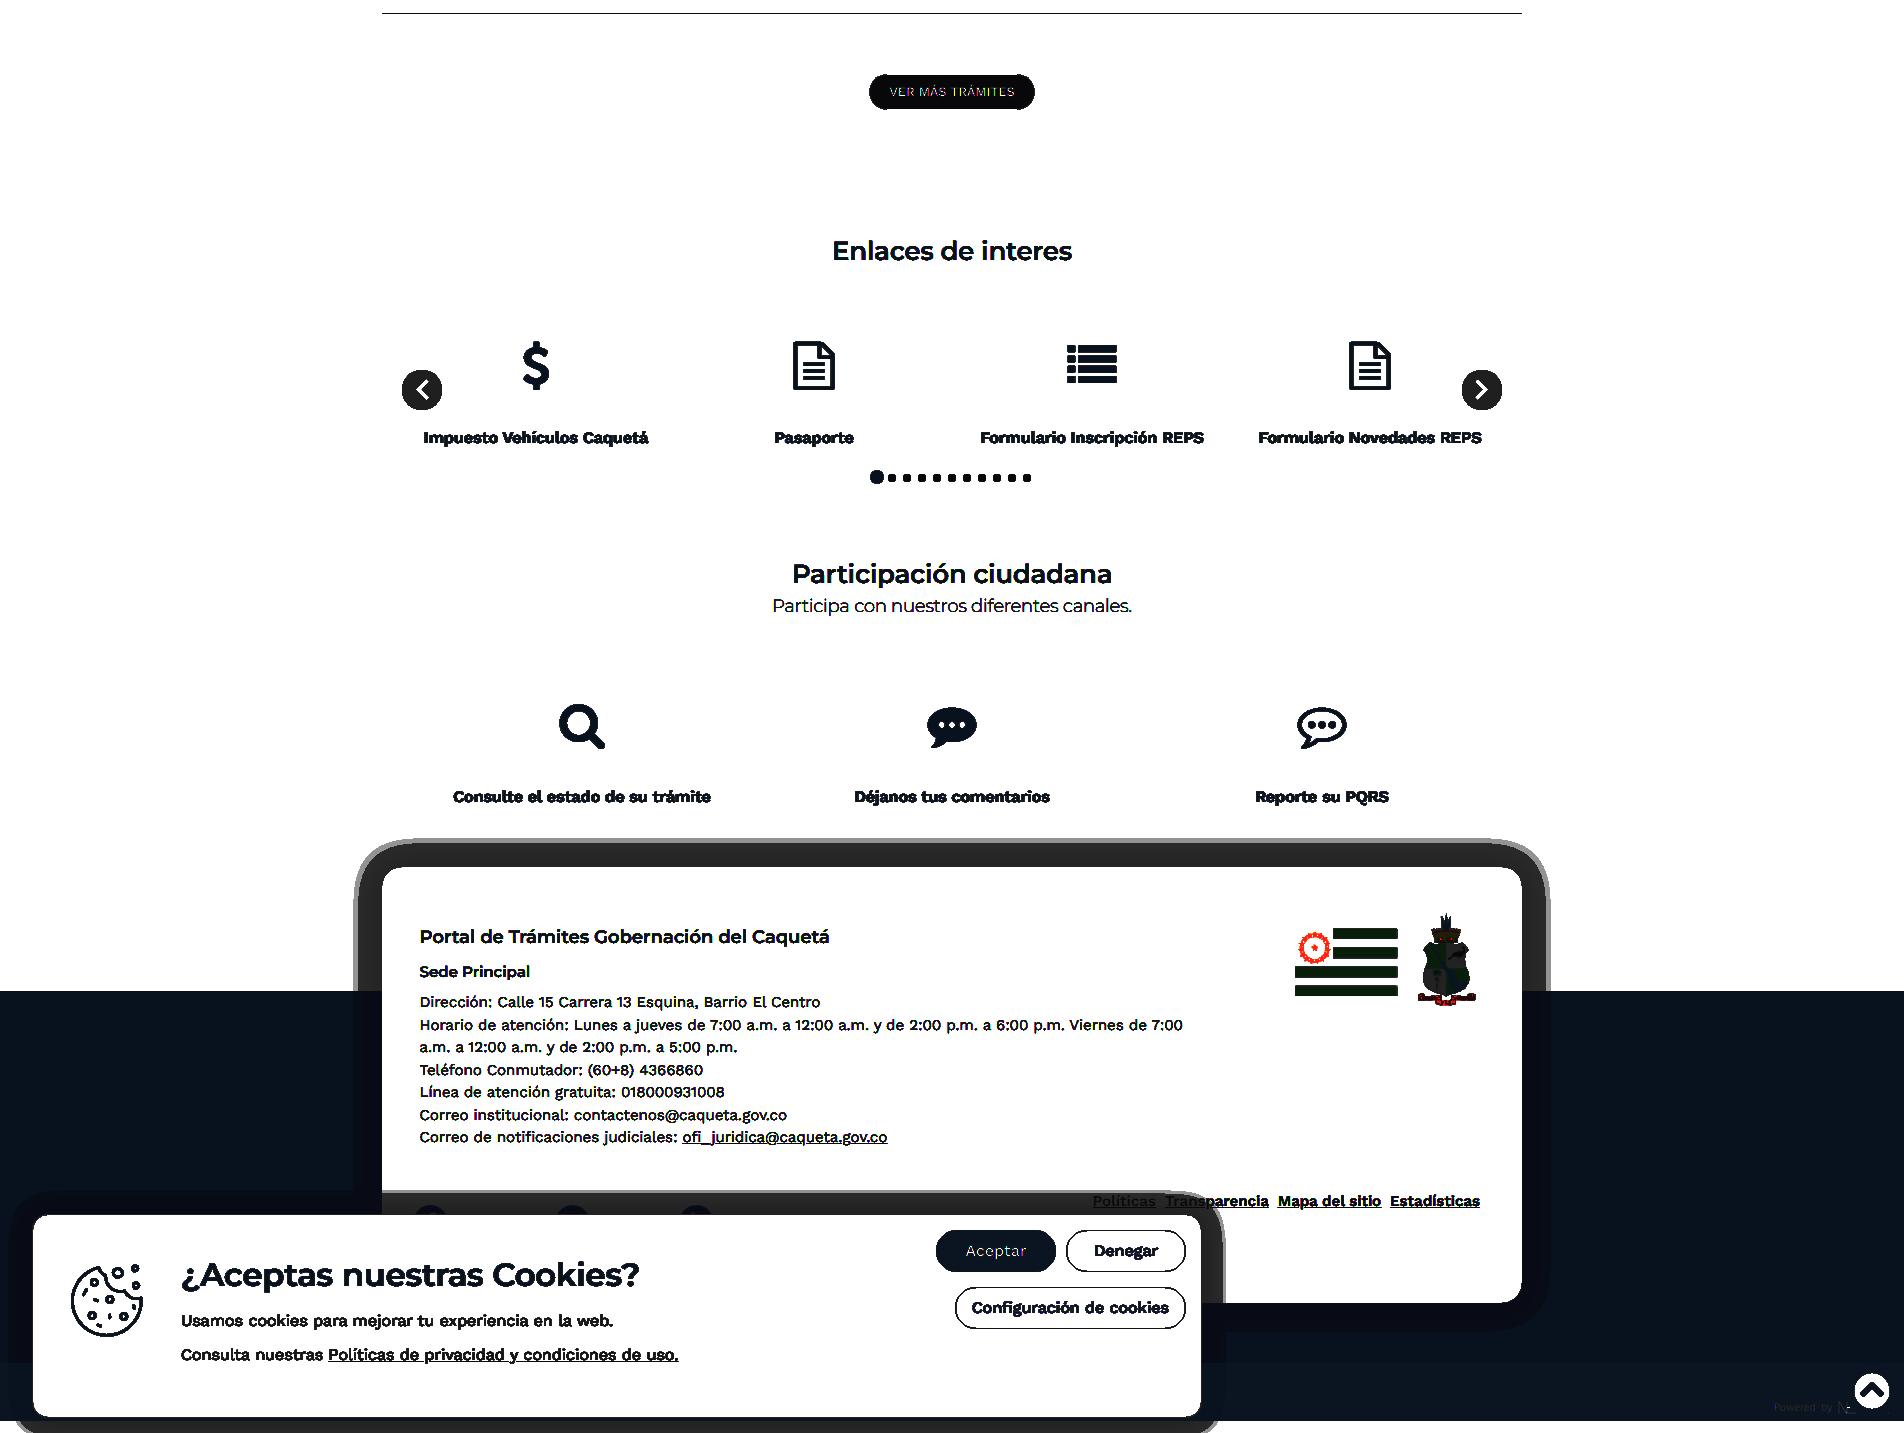 VER MÁS TRÁMITES
Enlaces de interes
Impuesto Vehículos Caquetá
Pasaporte
Formulario Inscripción REPS
Formulario Novedades REPS
Participación ciudadana
Participa con nuestros diferentes canales.
Consulte el estado de su trámite
Déjanos tus comentarios
Reporte su PQRS
Portal de Trámites Gobernación del Caquetá
Sede Principal
Dirección: Calle 15 Carrera 13 Esquina, Barrio El Centro
Horario de atención: Lunes a jueves de 7:00 a.m. a 12:00 a.m. y de 2:00 p.m. a 6:00 p.m. Viernes de 7:00
a.m. a 12:00 a.m. y de 2:00 p.m. a 5:00 p.m.
Teléfono Conmutador: (60+8) 4366860
Línea de atención gratuita: 018000931008
Correo institucional: contactenos@caqueta.gov.co
Correo de notificaciones judiciales: ofi_juridica@caqueta.gov.co
Políticas Transparencia Mapa del sitio Estadísticas
¿Aceptas nuestras Cookies?
Usamos cookies para mejorar tu experiencia en la web.
Consulta nuestras Políticas de privacidad y condiciones de uso.
Aceptar
Denegar
Configuración de cookies
Powered by